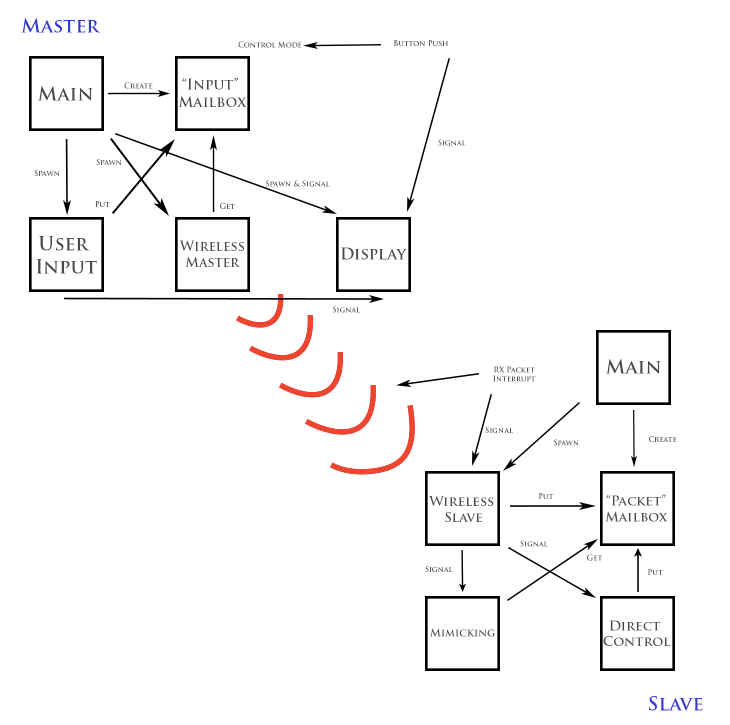 Master
Control Mode
Button Push
Main
Create
"Input"
Mailbox
Signal
Spawn
Spawn
Spawn & Signal
Put
Get
User
Input
Wireless
Master
Display
Signal
RX Packet
Interrupt
Main
Signal
Spawn
Create
Wireless
Slave
Put
"Packet"
Mailbox
Signal
Get
Signal
Put
Mimicking
Direct
Control
Slave